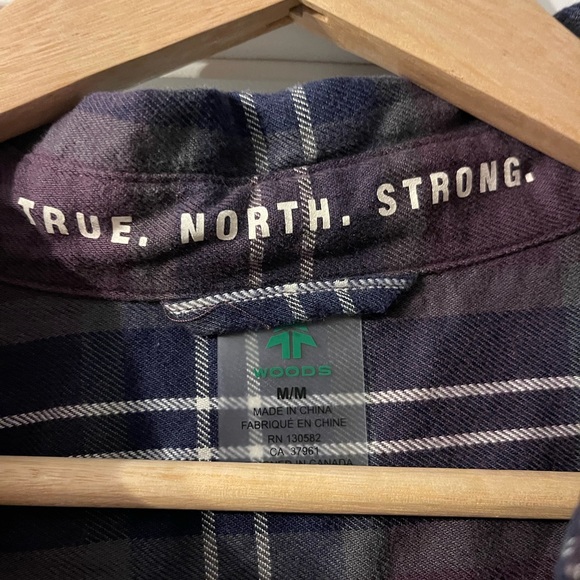 TRUE. NORTH. STRONG.
WOODS
M/M
MADE IN CHINA
FABRIQUÉ EN CHINE
RN 130582
CA 37961
IN CANADA